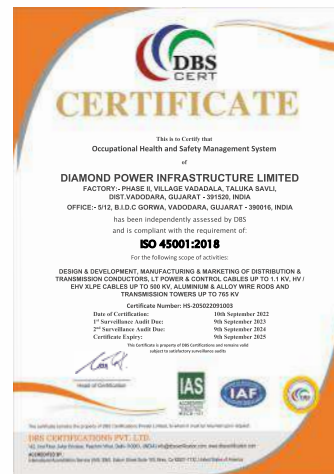 DBS
CERT
CERTIFICATE
This is to Certify that
Occupational Health and Safety Management System
of
DIAMOND POWER INFRASTRUCTURE LIMITED
FACTORY:- PHASE II, VILLAGE VADADALA, TALUKA SAVLI,
DIST.VADODARA, GUJARAT - 391520, INDIA
OFFICE:- 5/12, B.I.D.C GORWA, VADODARA, GUJARAT - 390016, INDIA
has been independently assessed by DBS
and is compliant with the requirement of:
ISO 45001:2018
For the following scope of activities:
DESIGN & DEVELOPMENT, MANUFACTURING & MARKETING OF DISTRIBUTION &
TRANSMISSION CONDUCTORS, LT POWER & CONTROL CABLES UP TO 1.1 KV, HV /
EHV XLPE CABLES UP TO 500 KV, ALUMINIUM & ALLOY WIRE RODS AND
TRANSMISSION TOWERS UP TO 765 KV
Certificate Number: HS-205022091003
Date of Certification: 10th September 2022
1st Surveillance Audit Due: 9th September 2023
2nd Surveillance Audit Due: 9th September 2024
Certificate Expiry: 9th September 2025
This Certificate is property of DBS Certifications and remains valid
subject to satisfactory surveillance audits
Head of Certification
IAS
ACCREDITED
IAF
DBS CERTIFICATIONS PVT. LTD.
ACCREDITED BY